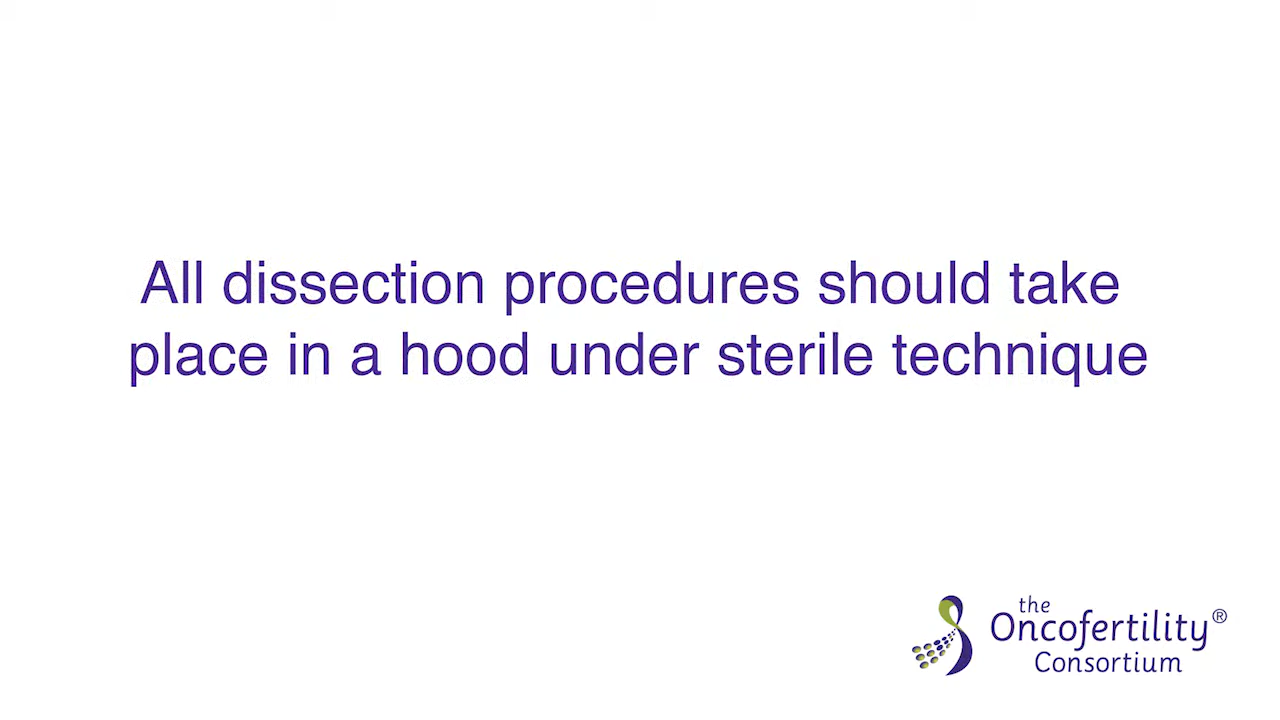 All dissection procedures should take
place in a hood under sterile technique
the
Oncofertility®
Consortium